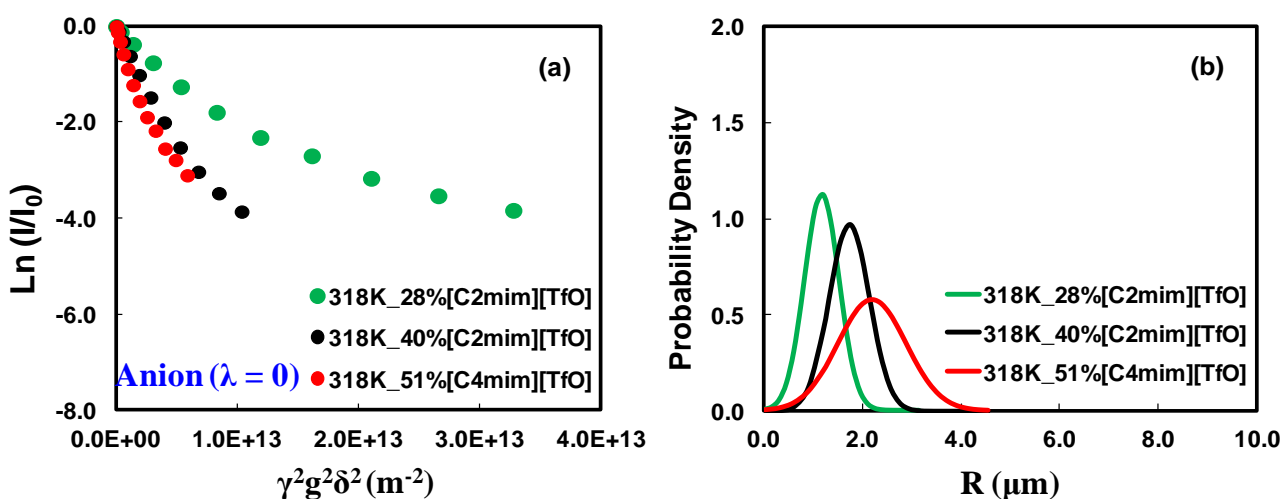 (a)
Ln (I/I₀)
0.0
-2.0
-4.0
-6.0
-8.0
318K_28%[C2mim][TfO]
318K_40%[C2mim][TfO]
318K_51%[C4mim][TfO]
Anion (λ = 0)
0.0E+00 1.0E+13 2.0E+13 3.0E+13 4.0E+13
γ²g²δ² (m⁻²)
(b)
Probability Density
2.0
1.5
1.0
0.5
0.0
318K_28%[C2mim][TfO]
318K_40%[C2mim][TfO]
318K_51%[C4mim][TfO]
0.0 2.0 4.0 6.0 8.0 10.0
R (μm)